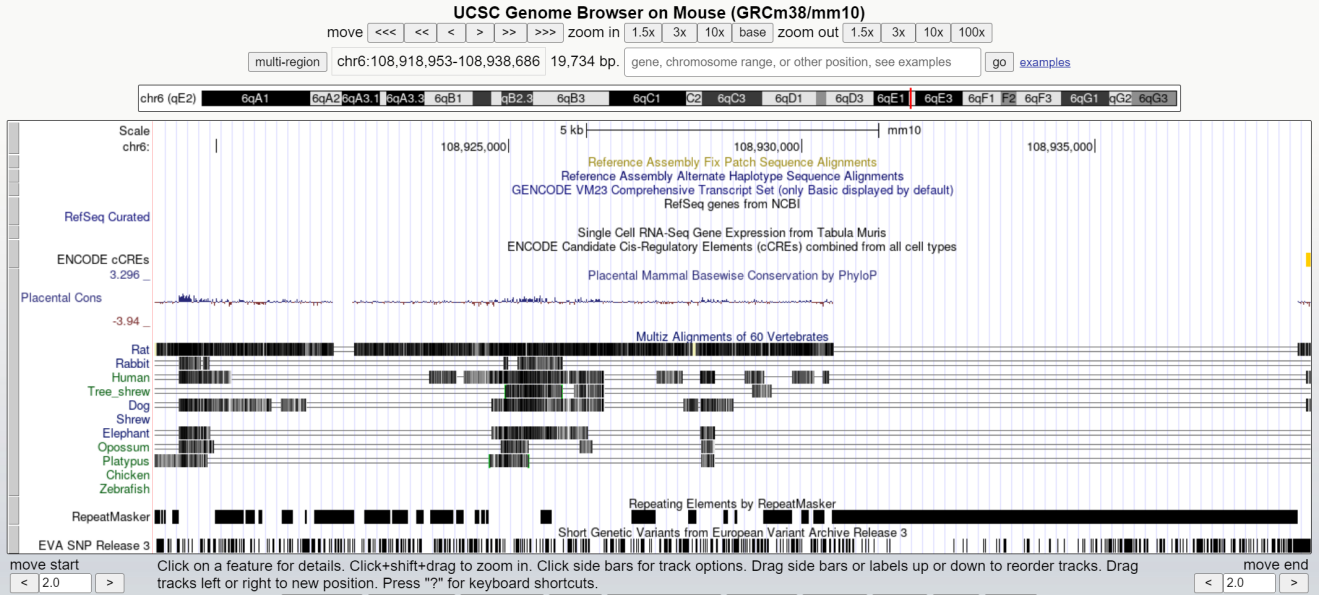 UCSC Genome Browser on Mouse (GRCm38/mm10)
move <<< << < > >> >>> zoom in 1.5x 3x 10x base zoom out 1.5x 3x 10x 100x
multi-region chr6:108,918,953-108,938,686 19,734 bp. gene, chromosome range, or other position, see examples go examples
chr6 (qE2) 6qA1 6qA2 6qA3.1 6qA3.3 6qB1 qB2.3 6qB3 6qC1 C2 6qC3 6qD1 6qD3 6qE1 6qE3 6qF1 F2 6qF3 6qG1 qG2 6qG3
Scale 5 kb mm10
chr6: 108,925,000 108,930,000 108,935,000
Reference Assembly Fix Patch Sequence Alignments
Reference Assembly Alternate Haplotype Sequence Alignments
GENCODE VM23 Comprehensive Transcript Set (only Basic displayed by default)
RefSeq genes from NCBI
RefSeq Curated
Single Cell RNA-Seq Gene Expression from Tabula Muris
ENCODE Candidate Cis-Regulatory Elements (cCREs) combined from all cell types
ENCODE cCREs
3.296 _ Placental Mammal Basewise Conservation by PhyloP
Placental Cons
-3.94 _
Multiz Alignments of 60 Vertebrates
Rat
Rabbit
Human
Tree_shrew
Dog
Shrew
Elephant
Opossum
Platypus
Chicken
Zebrafish
Repeating Elements by RepeatMasker
RepeatMasker
Short Genetic Variants from European Variant Archive Release 3
EVA SNP Release 3
move start Click on a feature for details. Click+shift+drag to zoom in. Click side bars for track options. Drag side bars or labels up or down to reorder tracks. Drag move end
< 2.0 > tracks left or right to new position. Press "?" for keyboard shortcuts. < 2.0 >